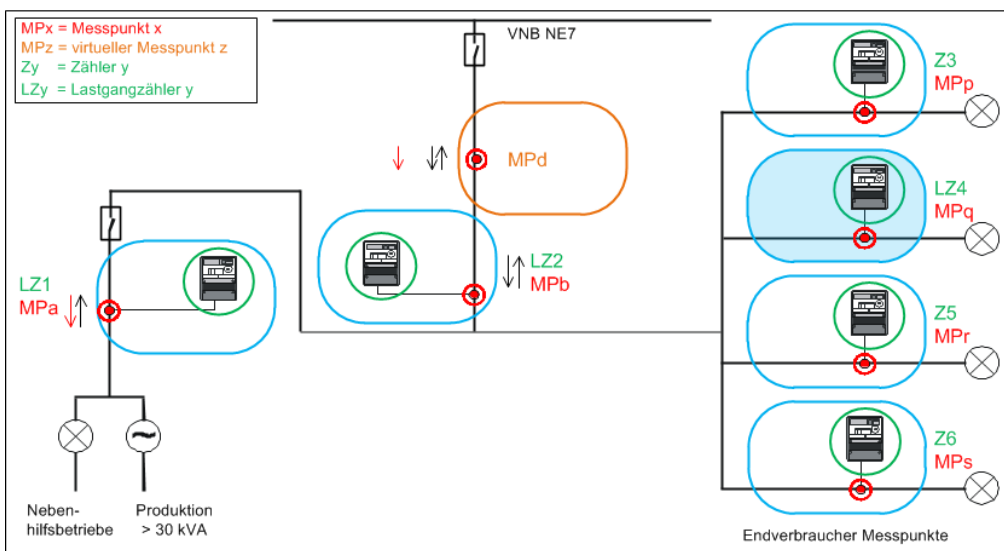 MPx = Messpunkt x
MPz = virtueller Messpunkt z
Zy = Zähler y
LZy = Lastgangzähler y
VNB NE7
Z3
MPp
MPd
LZ4
MPq
LZ1
MPa
LZ2
MPb
Z5
MPr
Z6
MPs
Neben-
hilfsbetriebe
Produktion
> 30 kVA
Endverbraucher Messpunkte